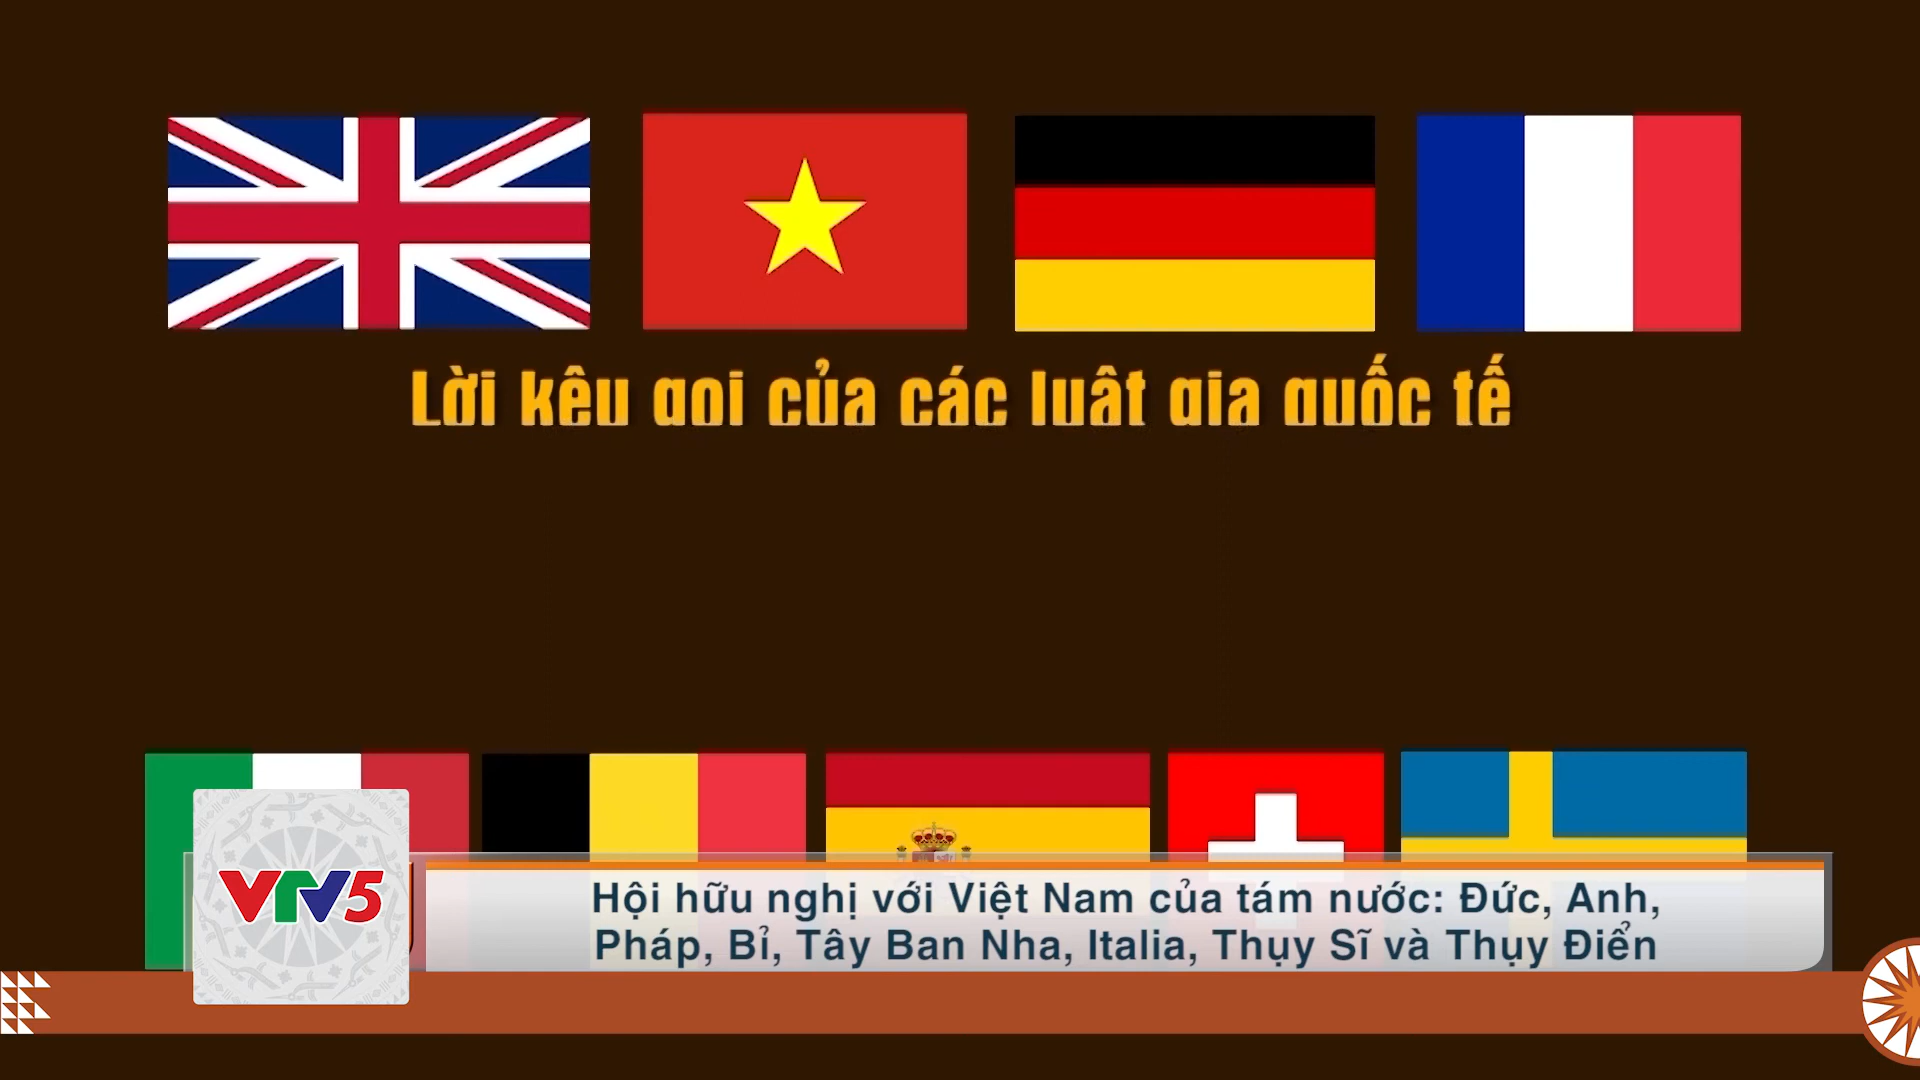 Lời kêu gọi của các luật gia quốc tế
VTV5
Hội hữu nghị với Việt Nam của tám nước: Đức, Anh,
Pháp, Bỉ, Tây Ban Nha, Italia, Thụy Sĩ và Thụy Điển